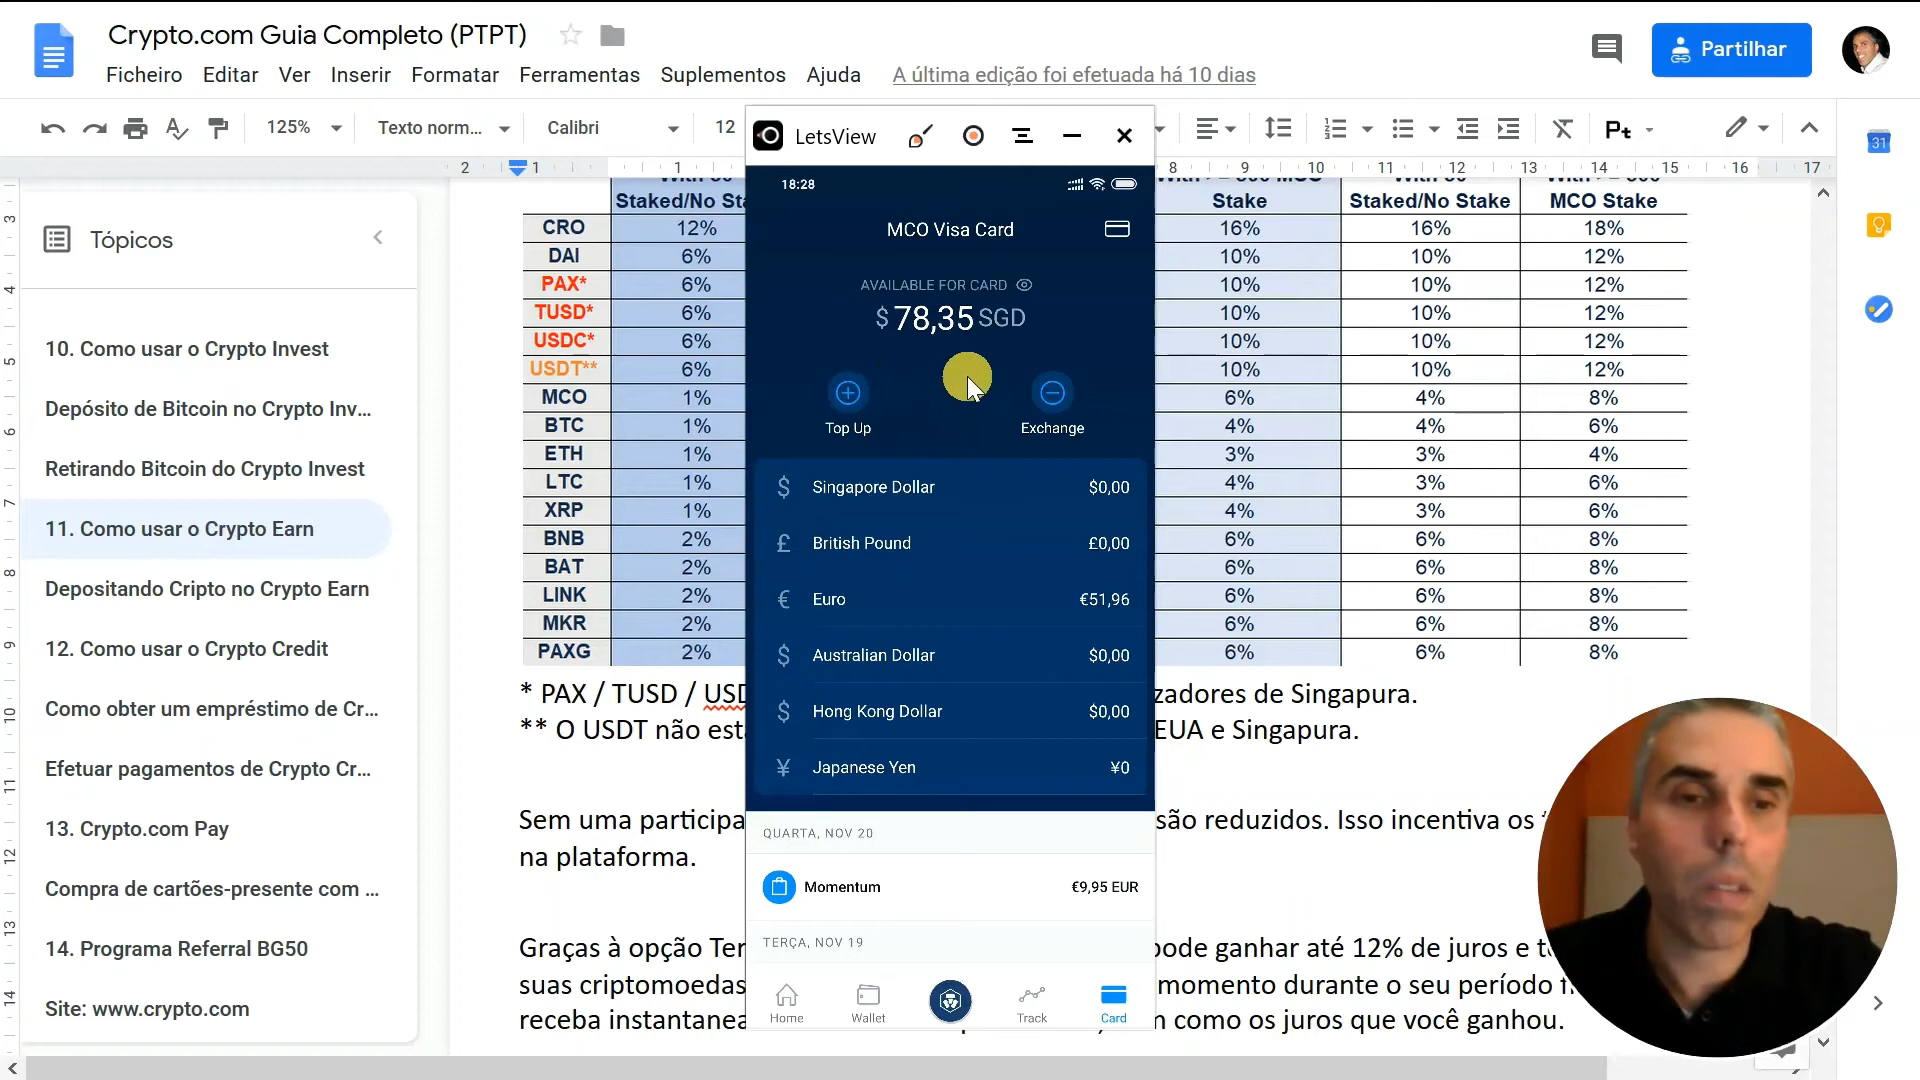 Crypto.com Guia Completo (PTPT)
Partilhar
Ficheiro Editar Ver Inserir Formatar Ferramentas Suplementos Ajuda A última edição foi efetuada há 10 dias
125% Texto norm... Calibri 12
LetsView
2 1 1 8 9 10 11 12 13 14 15 16 17
Tópicos
10. Como usar o Crypto Invest
Depósito de Bitcoin no Crypto Inv...
Retirando Bitcoin do Crypto Invest
11. Como usar o Crypto Earn
Depositando Cripto no Crypto Earn
12. Como usar o Crypto Credit
Como obter um empréstimo de Cr...
Efetuar pagamentos de Crypto Cr...
13. Crypto.com Pay
Compra de cartões-presente com ...
14. Programa Referral BG50
Site: www.crypto.com
Staked/No Sta Stake Staked/No Stake MCO Stake
CRO 12% 16% 16% 18%
DAI 6% 10% 10% 12%
PAX* 6% 10% 10% 12%
TUSD* 6% 10% 10% 12%
USDC* 6% 10% 10% 12%
USDT** 6% 10% 10% 12%
MCO 1% 6% 4% 8%
BTC 1% 4% 4% 6%
ETH 1% 3% 3% 4%
LTC 1% 4% 3% 6%
XRP 1% 4% 3% 6%
BNB 2% 6% 6% 8%
BAT 2% 6% 6% 8%
LINK 2% 6% 6% 8%
MKR 2% 6% 6% 8%
PAXG 2% 6% 6% 8%
* PAX / TUSD / USD zadores de Singapura.
** O USDT não est EUA e Singapura.
Sem uma participa são reduzidos. Isso incentiva os
na plataforma.
Graças à opção Ter pode ganhar até 12% de juros e
suas criptomoedas momento durante o seu período
receba instantanea como os juros que você ganhou.
18:28
MCO Visa Card
AVAILABLE FOR CARD
$78,35 SGD
Top Up Exchange
$ Singapore Dollar $0,00
£ British Pound £0,00
€ Euro €51,96
$ Australian Dollar $0,00
$ Hong Kong Dollar $0,00
¥ Japanese Yen ¥0
QUARTA, NOV 20
Momentum €9,95 EUR
TERÇA, NOV 19
Home Wallet Track Card